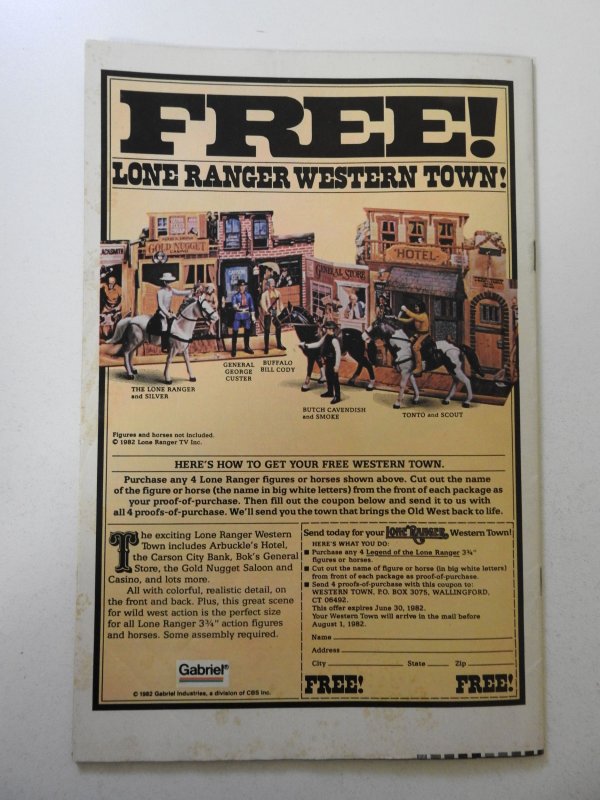 FREE!
LONE RANGER WESTERN TOWN!
GOLD NUGGET
GENERAL STORE
HOTEL
THE LONE RANGER
and SILVER
GENERAL
GEORGE
CUSTER
BUFFALO
BILL CODY
BUTCH CAVENDISH
and SMOKE
TONTO and SCOUT
Figures and horses not included.
© 1982 Lone Ranger TV Inc.
HERE'S HOW TO GET YOUR FREE WESTERN TOWN.
Purchase any 4 Lone Ranger figures or horses shown above. Cut out the name
of the figure or horse (the name in big white letters) from the front of each package as
your proof-of-purchase. Then fill out the coupon below and send it to us with
all 4 proofs-of-purchase. We'll send you the town that brings the Old West back to life.
The exciting Lone Ranger Western
Town includes Arbuckle's Hotel,
the Carson City Bank, Bok's General
Store, the Gold Nugget Saloon and
Casino, and lots more.
All with colorful, realistic detail, on
the front and back. Plus, this great scene
for wild west action is the perfect size
for all Lone Ranger 3¾" action figures
and horses. Some assembly required.
Gabriel®
© 1982 Gabriel Industries, a division of CBS Inc.
Send today for your LONE RANGER Western Town!
HERE'S WHAT YOU DO:
■ Purchase any 4 Legend of the Lone Ranger 3¾"
figures or horses.
■ Cut out the name of figure or horse (in big white letters)
from front of each package as proof-of-purchase.
■ Send 4 proofs-of-purchase with this coupon to:
WESTERN TOWN, P.O. BOX 3075, WALLINGFORD,
CT 06492.
This offer expires June 30, 1982.
Your Western Town will arrive in the mail before
August 1, 1982.
Name
Address
City State Zip
FREE! FREE!